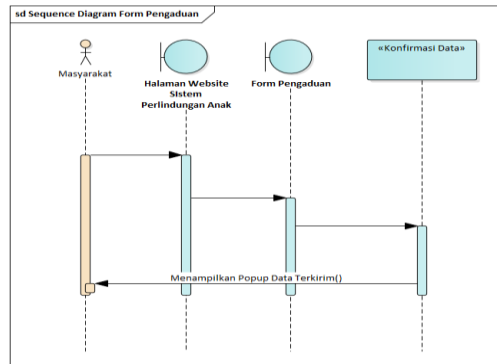 sd Sequence Diagram Form Pengaduan
Masyarakat
Halaman Website
SIstem
Perlindungan Anak
Form Pengaduan
«Konfirmasi Data»
Menampilkan Popup Data Terkirim()